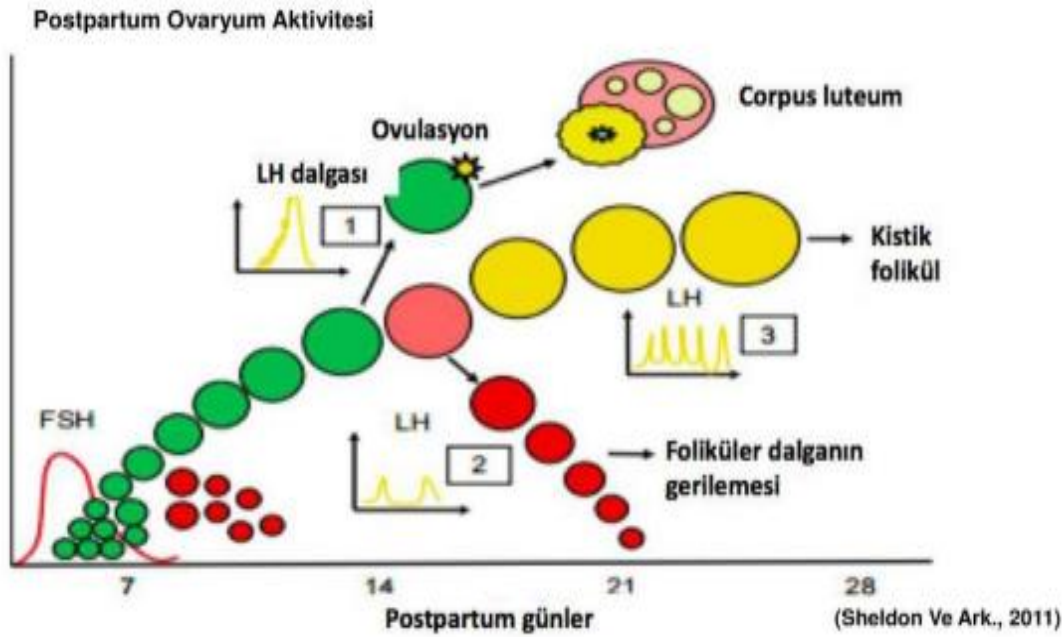 Postpartum Ovaryum Aktivitesi
Corpus luteum
Ovulasyon
LH dalgası
1
Kistik
folikül
LH
3
FSH
LH
2
Foliküler dalganın
gerilemesi
7
14
21
28
Postpartum günler
(Sheldon Ve Ark., 2011)